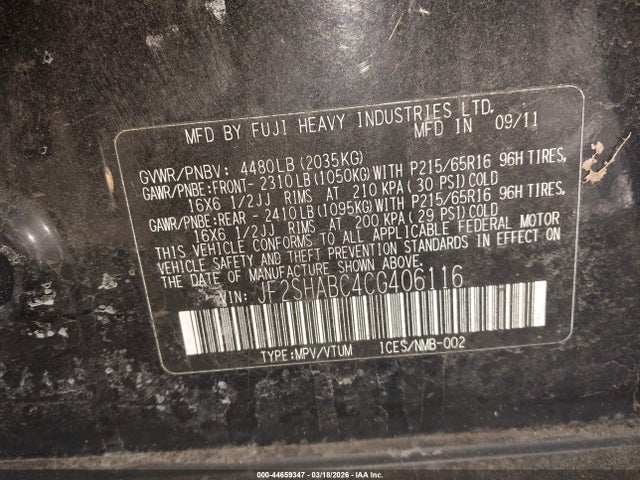 MFD BY FUJI HEAVY INDUSTRIES LTD.
MFD IN 09/11
GVWR/PNBV: 4480LB (2035KG)
GAWR/PNBE:FRONT- 2310LB (1050KG) WITH P215/65R16 96H TIRES,
16X6 1/2JJ RIMS AT 210 KPA (30 PSI) COLD
GAWR/PNBE:REAR - 2410LB (1095KG) WITH P215/65R16 96H TIRES,
16X6 1/2JJ RIMS AT 200 KPA (29 PSI) COLD
THIS VEHICLE CONFORMS TO ALL APPLICABLE FEDERAL MOTOR
VEHICLE SAFETY AND THEFT PREVENTION STANDARDS IN EFFECT ON
THE DATE OF MANUFACTURE SHOWN ABOVE.
VIN: JF2SHABC4CG406116
TYPE:MPV/VTUM ICES/NMB-002
000-44659347 - 03/18/2026 - IAA Inc.